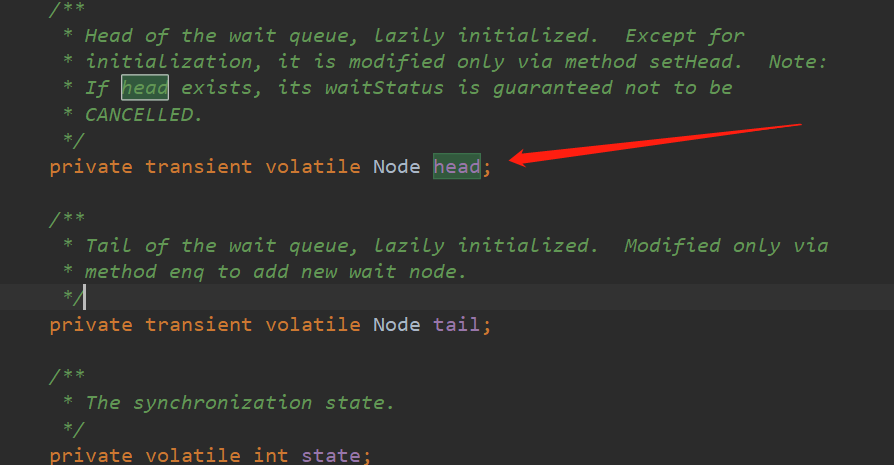 /**
* Head of the wait queue, lazily initialized.  Except for
* initialization, it is modified only via method setHead.  Note:
* If head exists, its waitStatus is guaranteed not to be
* CANCELLED.
*/
private transient volatile Node head;
/**
* Tail of the wait queue, lazily initialized.  Modified only via
* method enq to add new wait node.
*/
private transient volatile Node tail;
/**
* The synchronization state.
*/
private volatile int state;